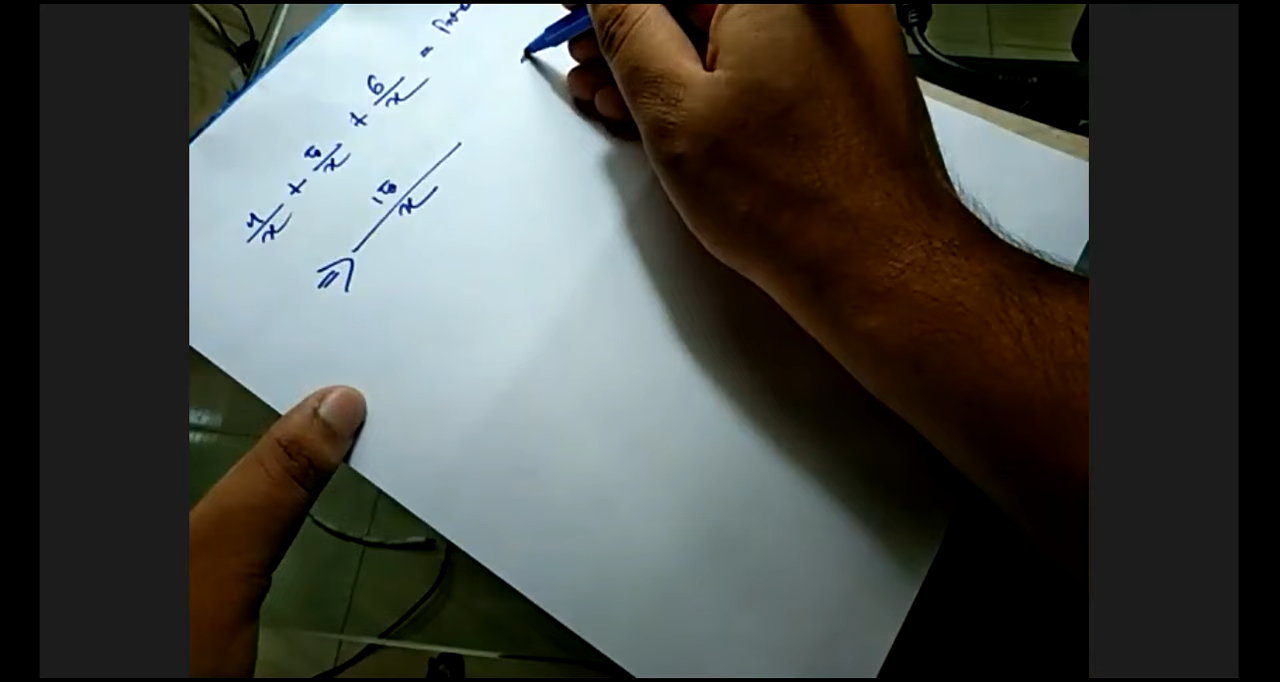 4/x + 5/x + 6/x =
⇒ 15/x